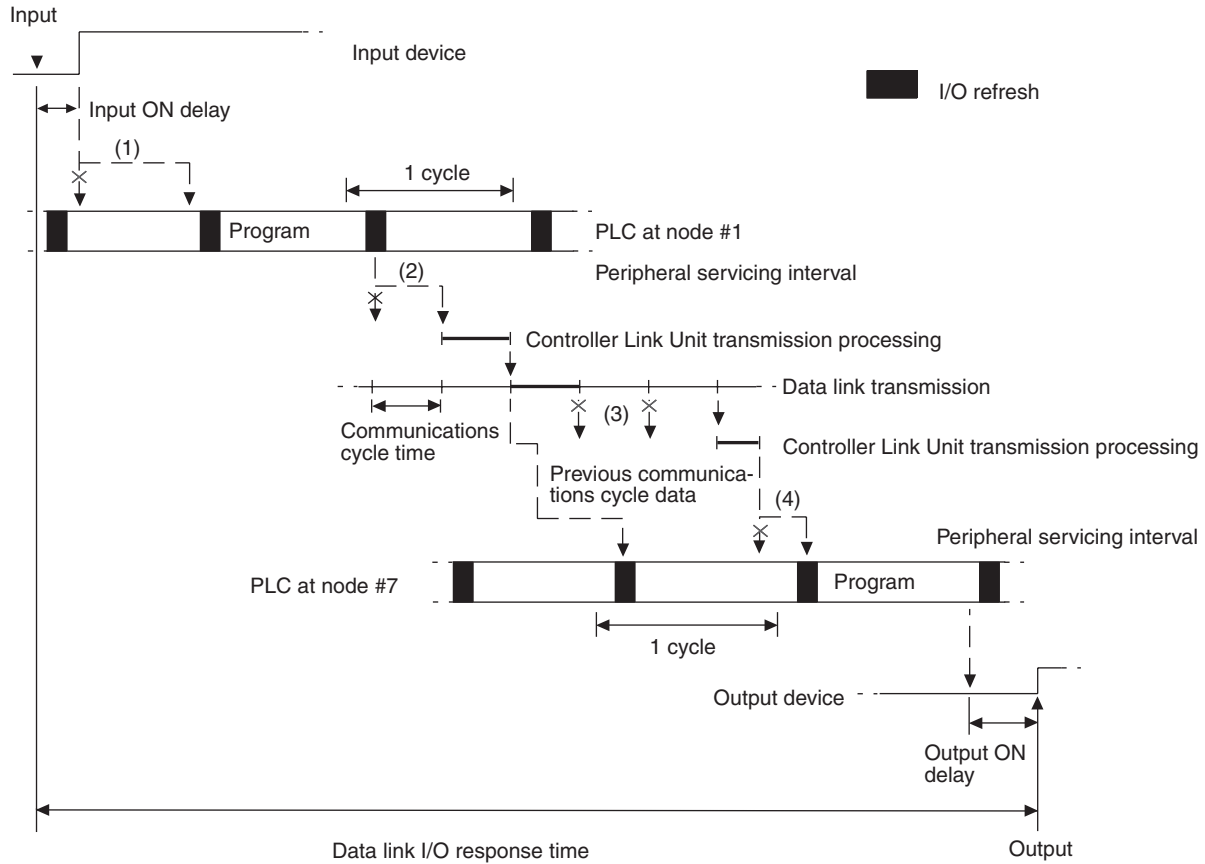 Input
Input device
I/O refresh
Input ON delay
(1)
1 cycle
Program
PLC at node #1
Peripheral servicing interval
(2)
Controller Link Unit transmission processing
Data link transmission
(3)
Communications
cycle time
Controller Link Unit transmission processing
Previous communica-
tions cycle data
(4)
Peripheral servicing interval
PLC at node #7
Program
1 cycle
Output device
Output ON
delay
Data link I/O response time
Output